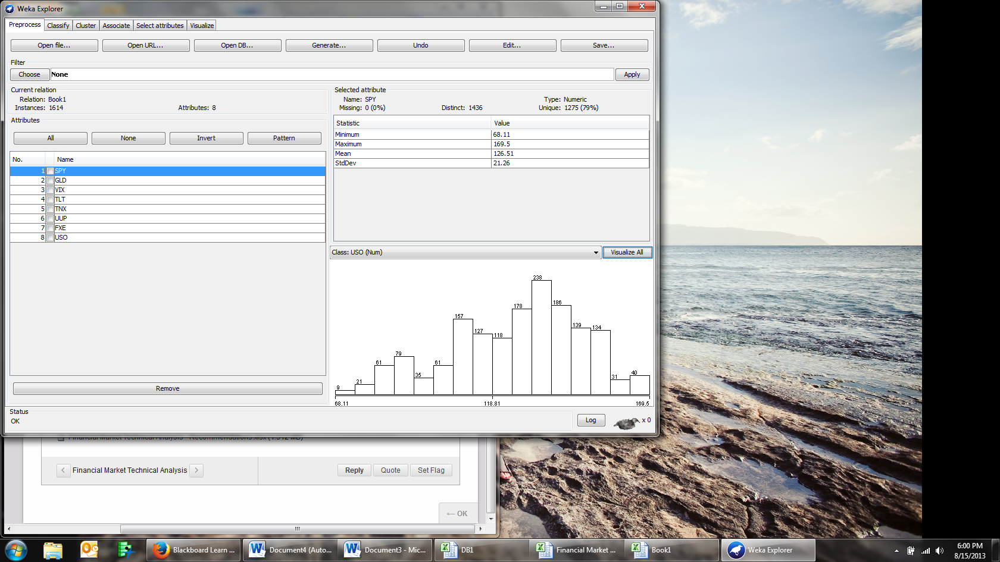 Weka Explorer
Preprocess Classify Cluster Associate Select attributes Visualize
Open file... Open URL... Open DB... Generate... Undo Edit... Save...
Filter
Choose None Apply
Current relation
Relation: Book1
Instances: 1614 Attributes: 8
Attributes
All None Invert Pattern
No. Name
1 SPY
2 GLD
3 VIX
4 TLT
5 TNX
6 UUP
7 FXE
8 USO
Remove
Selected attribute
Name: SPY Type: Numeric
Missing: 0 (0%) Distinct: 1436 Unique: 1275 (79%)
Statistic Value
Minimum 68.11
Maximum 169.5
Mean 126.51
StdDev 21.26
Class: USO (Num) Visualize All
9 21 61 79 35 61 157 127 118 178 238 186 139 134 31 40
68.11 118.81 169.5
Status
OK
Log x 0
Financial Market Technical Analysis - Recommendations.xlsx (1.312 MB)
< Financial Market Technical Analysis > Reply Quote Set Flag
← OK
Blackboard Learn ... Document4 (Auto... Document3 - Mic... DB1 Financial Market ... Book1 Weka Explorer
6:00 PM
8/15/2013